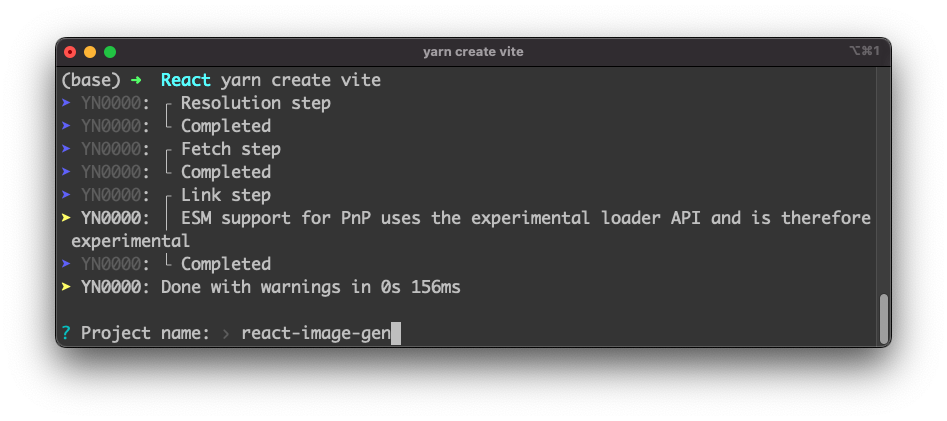 yarn create vite
⌥⌘1
(base) ➜ React yarn create vite
➤ YN0000: ┌ Resolution step
➤ YN0000: └ Completed
➤ YN0000: ┌ Fetch step
➤ YN0000: └ Completed
➤ YN0000: ┌ Link step
➤ YN0000: │ ESM support for PnP uses the experimental loader API and is therefore
experimental
➤ YN0000: └ Completed
➤ YN0000: Done with warnings in 0s 156ms
? Project name: › react-image-gen